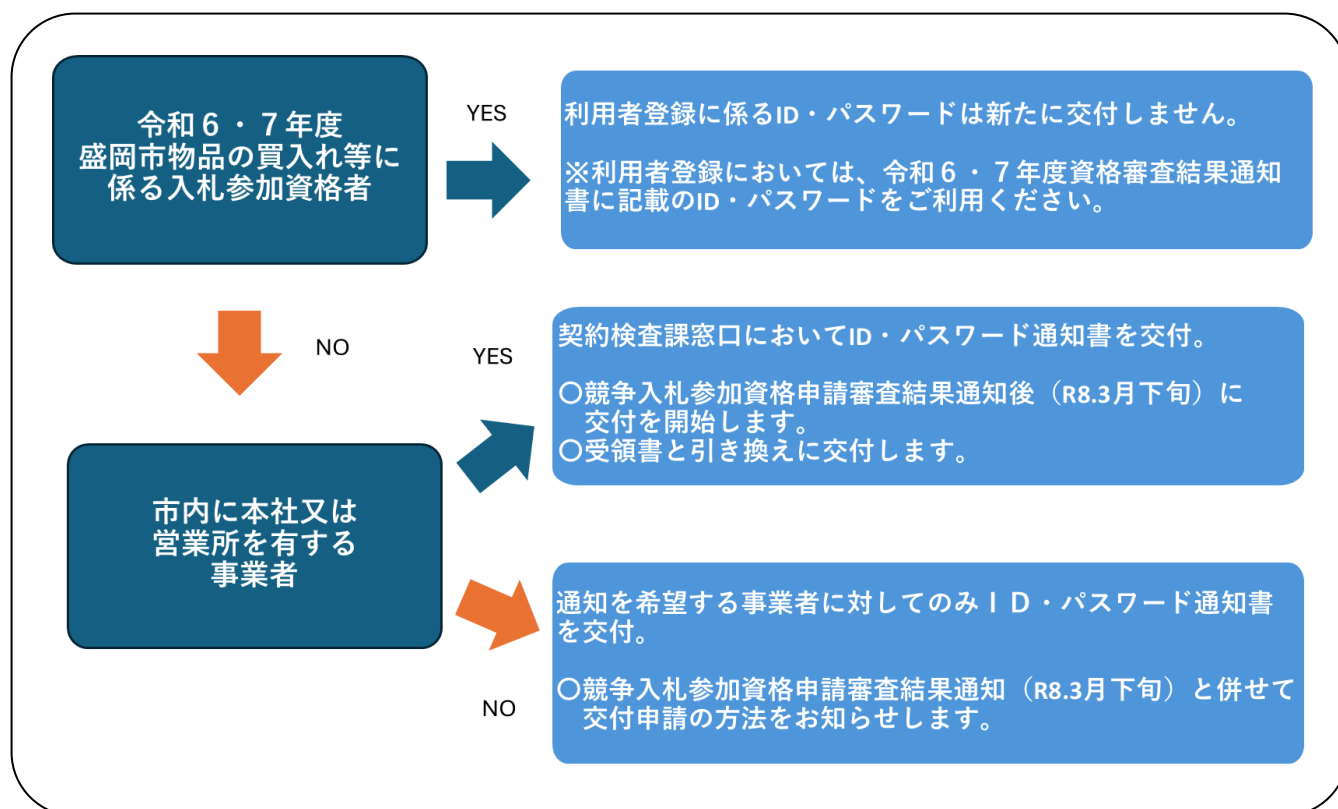 令和６・７年度
盛岡市物品の買入れ等に
係る入札参加資格者
YES
利用者登録に係るID・パスワードは新たに交付しません。
※利用者登録においては、令和６・７年度資格審査結果通知
書に記載のID・パスワードをご利用ください。
NO
YES
契約検査課窓口においてID・パスワード通知書を交付。
〇競争入札参加資格申請審査結果通知後（R8.3月下旬）に
交付を開始します。
〇受領書と引き換えに交付します。
市内に本社又は
営業所を有する
事業者
通知を希望する事業者に対してのみＩＤ・パスワード通知書
を交付。
〇競争入札参加資格申請審査結果通知（R8.3月下旬）と併せて
交付申請の方法をお知らせします。
NO